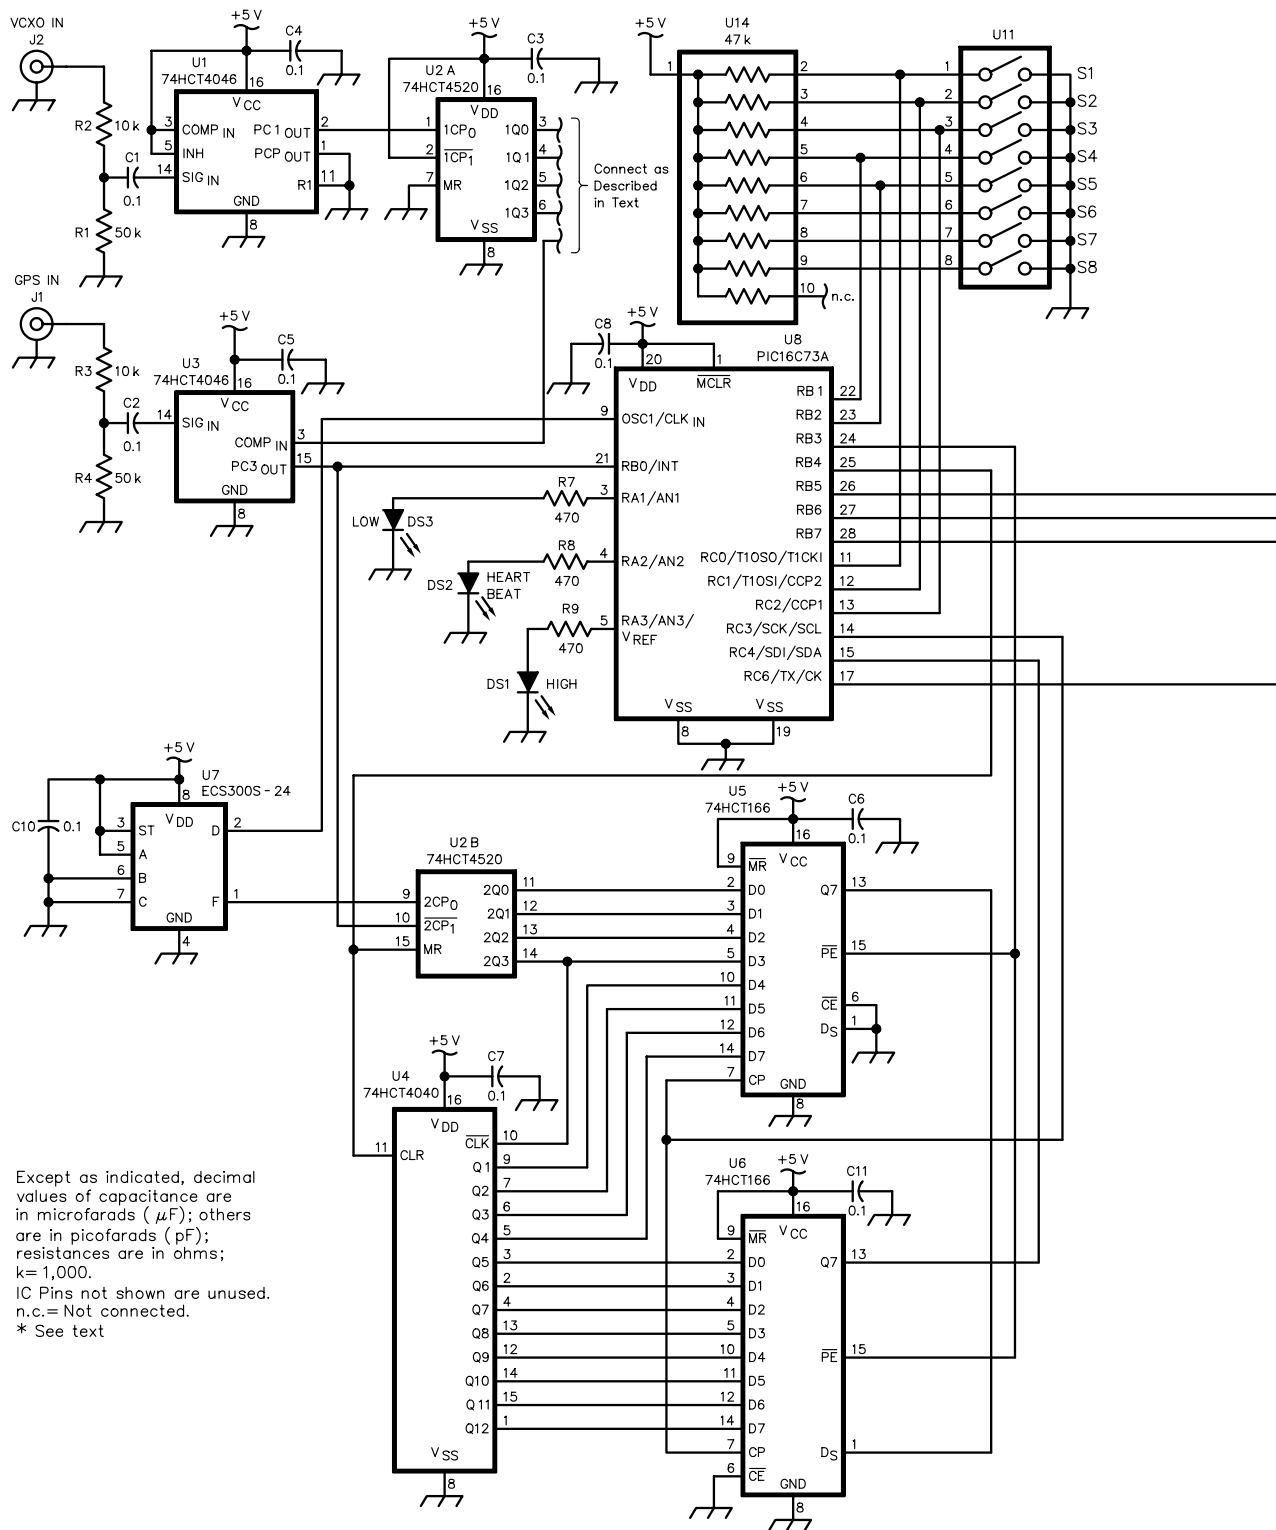 VCXO IN
J2
R2
10 k
C1
0.1
R1
50 k
+5 V
C4
0.1
U1
74HCT4046
16
V CC
3 COMP IN
5 INH
14 SIG IN
PC1 OUT 2
PCP OUT 1
R1 11
GND
8
+5 V
C3
0.1
U2 A
74HCT4520
16
V DD
1 1CP0
2 1CP1
7 MR
1Q0 3
1Q1 4
1Q2 5
1Q3 6
V SS
8
Connect as
Described
in Text
+5 V
U14
47 k
1
2
3
4
5
6
7
8
9
10
n.c.
U11
1 S1
2 S2
3 S3
4 S4
5 S5
6 S6
7 S7
8 S8
GPS IN
J1
R3
10 k
C2
0.1
R4
50 k
+5 V
C5
0.1
U3
74HCT4046
16
V CC
14 SIG IN
COMP IN 3
PC3 OUT 15
GND
8
+5 V
C8
0.1
U8
PIC16C73A
20
1
V DD
MCLR
9 OSC1/CLK IN
21 RB0/INT
3 RA1/AN1
4 RA2/AN2
5 RA3/AN3/
V REF
RB1 22
RB2 23
RB3 24
RB4 25
RB5 26
RB6 27
RB7 28
RC0/T1OSO/T1CKI 11
RC1/T1OSI/CCP2 12
RC2/CCP1 13
RC3/SCK/SCL 14
RC4/SDI/SDA 15
RC6/TX/CK 17
V SS
V SS
8
19
R7
470
LOW
DS3
R8
470
DS2
HEART
BEAT
R9
470
DS1
HIGH
+5 V
U7
ECS300S-24
8
V DD
C10
0.1
3 ST
5 A
6 B
7 C
D 2
F 1
GND
4
U2 B
74HCT4520
9 2CP0
10 2CP1
15 MR
2Q0 11
2Q1 12
2Q2 13
2Q3 14
U5
74HCT166
+5 V
C6
0.1
16
V CC
9 MR
2 D0
3 D1
4 D2
5 D3
10 D4
11 D5
12 D6
14 D7
7 CP
Q7 13
PE 15
CE 6
DS 1
GND
8
+5 V
C7
0.1
U4
74HCT4040
16
V DD
11 CLR
CLK 10
Q1 9
Q2 7
Q3 6
Q4 5
Q5 3
Q6 2
Q7 4
Q8 13
Q9 12
Q10 14
Q11 15
Q12 1
V SS
8
U6
74HCT166
+5 V
C11
0.1
16
V CC
9 MR
2 D0
3 D1
4 D2
5 D3
10 D4
11 D5
12 D6
14 D7
7 CP
6 CE
Q7 13
PE 15
DS 1
GND
8
Except as indicated, decimal
values of capacitance are
in microfarads ( μF); others
are in picofarads ( pF);
resistances are in ohms;
k= 1,000.
IC Pins not shown are unused.
n.c.= Not connected.
* See text